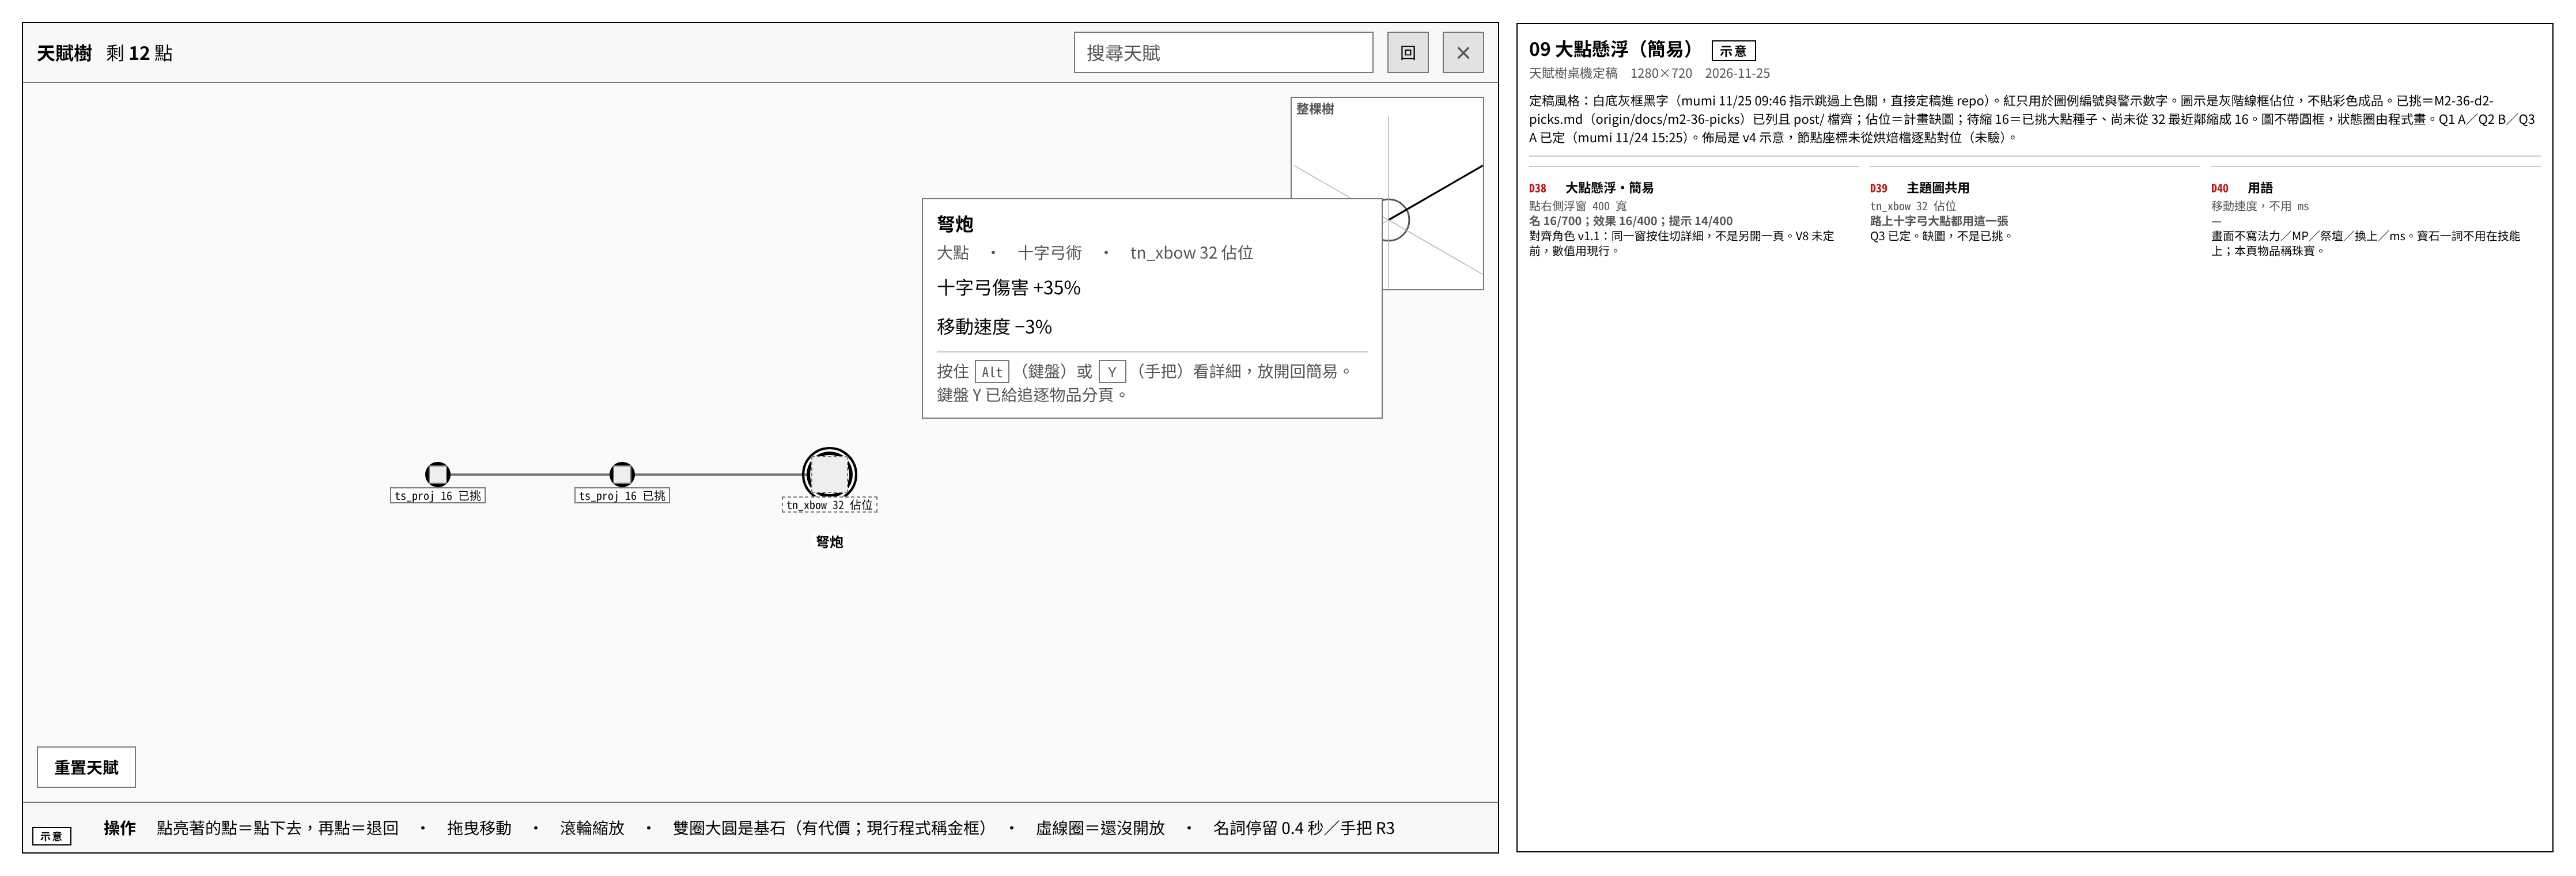 天賦樹 剩 12 點
搜尋天賦
回
×
整棵樹
弩炮
大點 • 十字弓術 • tn_xbow 32 佔位
十字弓傷害 +35%
移動速度 −3%
按住 Alt（鍵盤）或 Y（手把）看詳細，放開回簡易。
鍵盤 Y 已給追逐物品分頁。
ts_proj 16 已挑
ts_proj 16 已挑
tn_xbow 32 佔位
弩炮
重置天賦
示意
操作 點亮著的點＝點下去，再點＝退回 • 拖曳移動 • 滾輪縮放 • 雙圈大圓是基石（有代價；現行程式稱金框） • 虛線圈＝還沒開放 • 名詞停留 0.4 秒／手把 R3
09 大點懸浮（簡易） 示意
天賦樹桌機定稿 1280×720 2026-11-25
定稿風格：白底灰框黑字（mumi 11/25 09:46 指示跳過上色關，直接定稿進 repo）。紅只用於圖例編號與警示數字。圖示是灰階線框佔位，不貼彩色成品。已挑＝M2-36-d2-
picks.md（origin/docs/m2-36-picks）已列且 post/ 檔齊；佔位＝計畫缺圖；待縮 16＝已挑大點種子、尚未從 32 最近鄰縮成 16。圖不帶圓框，狀態圈由程式畫。Q1 A／Q2 B／Q3
A 已定（mumi 11/24 15:25）。佈局是 v4 示意，節點座標未從烘焙檔逐點對位（未驗）。
D38 大點懸浮・簡易
點右側浮窗 400 寬
名 16/700；效果 16/400；提示 14/400
對齊角色 v1.1：同一窗按住切詳細，不是另開一頁。V8 未定
前，數值用現行。
D39 主題圖共用
tn_xbow 32 佔位
路上十字弓大點都用這一張
Q3 已定。缺圖，不是已挑。
D40 用語
移動速度，不用 ms
—
畫面不寫法力／MP／祭壇／換上／ms。寶石一詞不用在技能
上；本頁物品稱珠寶。